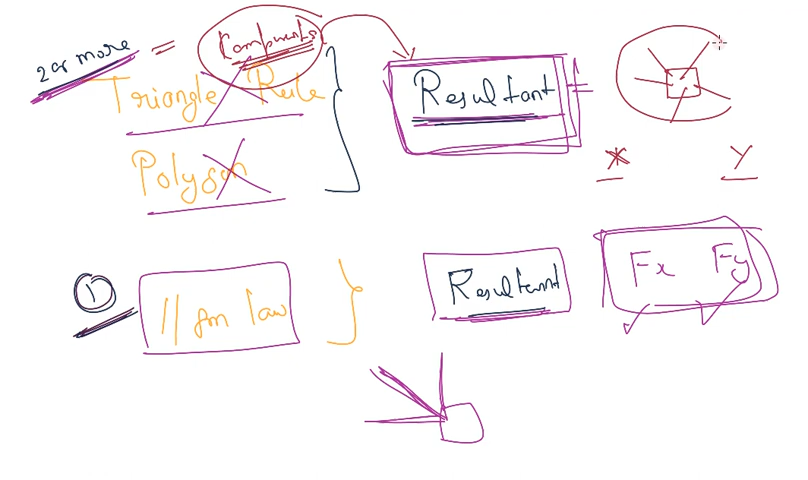 2 or more = Components
Triangle Rule
Resultant =
Polygon
X Y
1
// gm law
Resultant
Fx Fy